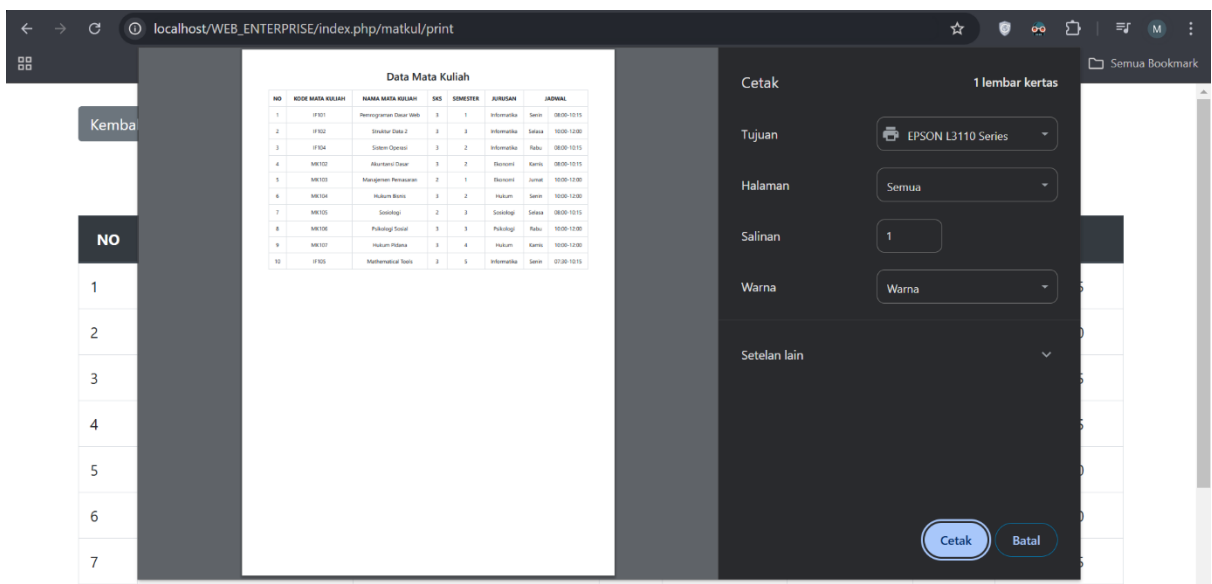 localhost/WEB_ENTERPRISE/index.php/matkul/print
M
Semua Bookmark
Kemba
NO
1
2
3
4
5
6
7
Data Mata Kuliah
NO KODE MATA KULIAH NAMA MATA KULIAH SKS SEMESTER JURUSAN JADWAL
1 IF101 Pemrograman Dasar Web 3 1 Informatika Senin 08:00-10:15
2 IF102 Struktur Data 2 3 3 Informatika Selasa 10:00-12:00
3 IF104 Sistem Operasi 3 2 Informatika Rabu 08:00-10:15
4 MK102 Akuntansi Dasar 3 2 Ekonomi Kamis 08:00-10:15
5 MK103 Manajemen Pemasaran 2 1 Ekonomi Jumat 10:00-12:00
6 MK104 Hukum Bisnis 3 2 Hukum Senin 10:00-12:00
7 MK105 Sosiologi 2 3 Sosiologi Selasa 08:00-10:15
8 MK106 Psikologi Sosial 3 3 Psikologi Rabu 10:00-12:00
9 MK107 Hukum Pidana 3 4 Hukum Kamis 10:00-12:00
10 IF105 Mathematical Tools 3 5 Informatika Senin 07:30-10:15
Cetak 1 lembar kertas
Tujuan EPSON L3110 Series
Halaman Semua
Salinan 1
Warna Warna
Setelan lain
Cetak Batal